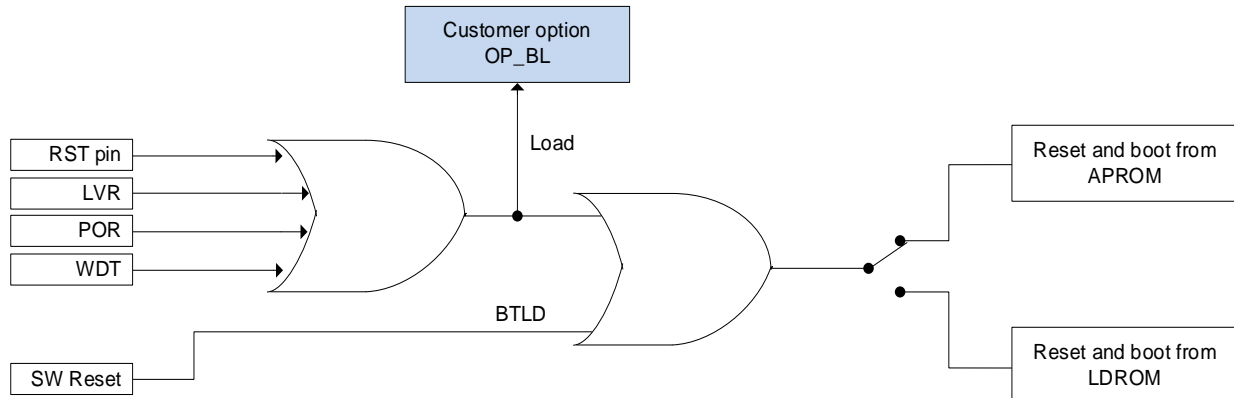 Customer option
OP_BL
Load
RST pin
LVR
POR
WDT
BTLD
SW Reset
Reset and boot from
APROM
Reset and boot from
LDROM